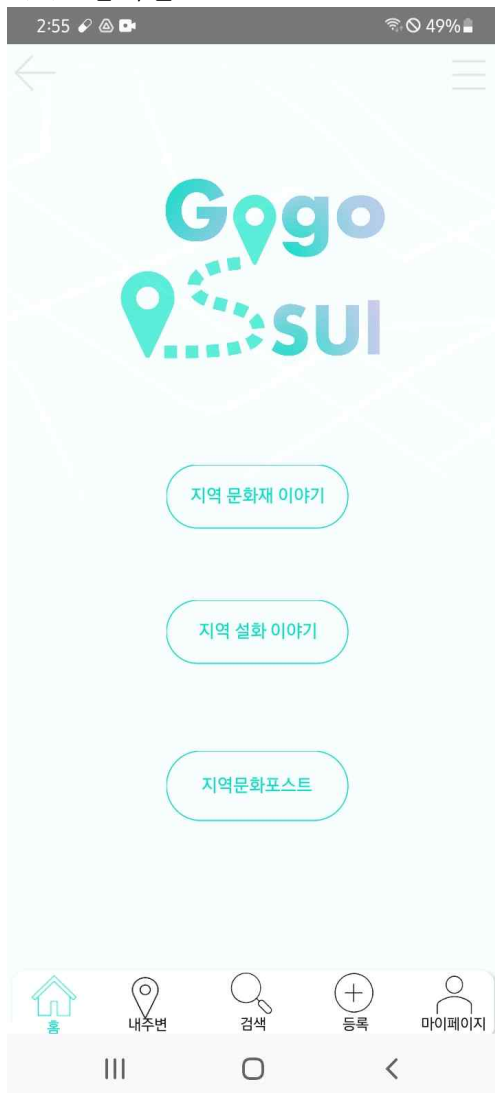 2:55
49%
Gogo
Ssul
지역 문화재 이야기
지역 설화 이야기
지역문화포스트
홈
내주변
검색
등록
마이페이지